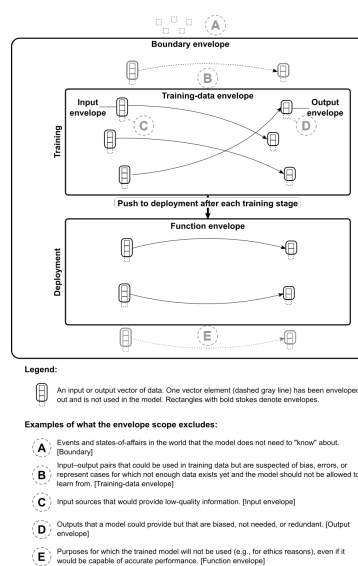 A
Boundary envelope
B
Training-data envelope
Input
envelope
Output
envelope
C
D
Training
Push to deployment after each training stage
Function envelope
Deployment
E
Legend:
An input or output vector of data. One vector element (dashed gray line) has been enveloped
out and is not used in the model. Rectangles with bold stokes denote envelopes.
Examples of what the envelope scope excludes:
A Events and states-of-affairs in the world that the model does not need to "know" about.
[Boundary]
B Input–output pairs that could be used in training data but are suspected of bias, errors, or
represent cases for which not enough data exists yet and the model should not be allowed to
learn from. [Training-data envelope]
C Input sources that would provide low-quality information. [Input envelope]
D Outputs that a model could provide but that are biased, not needed, or redundant. [Output
envelope]
E Purposes for which the trained model will not be used (e.g., for ethics reasons), even if it
would be capable of accurate performance. [Function envelope]